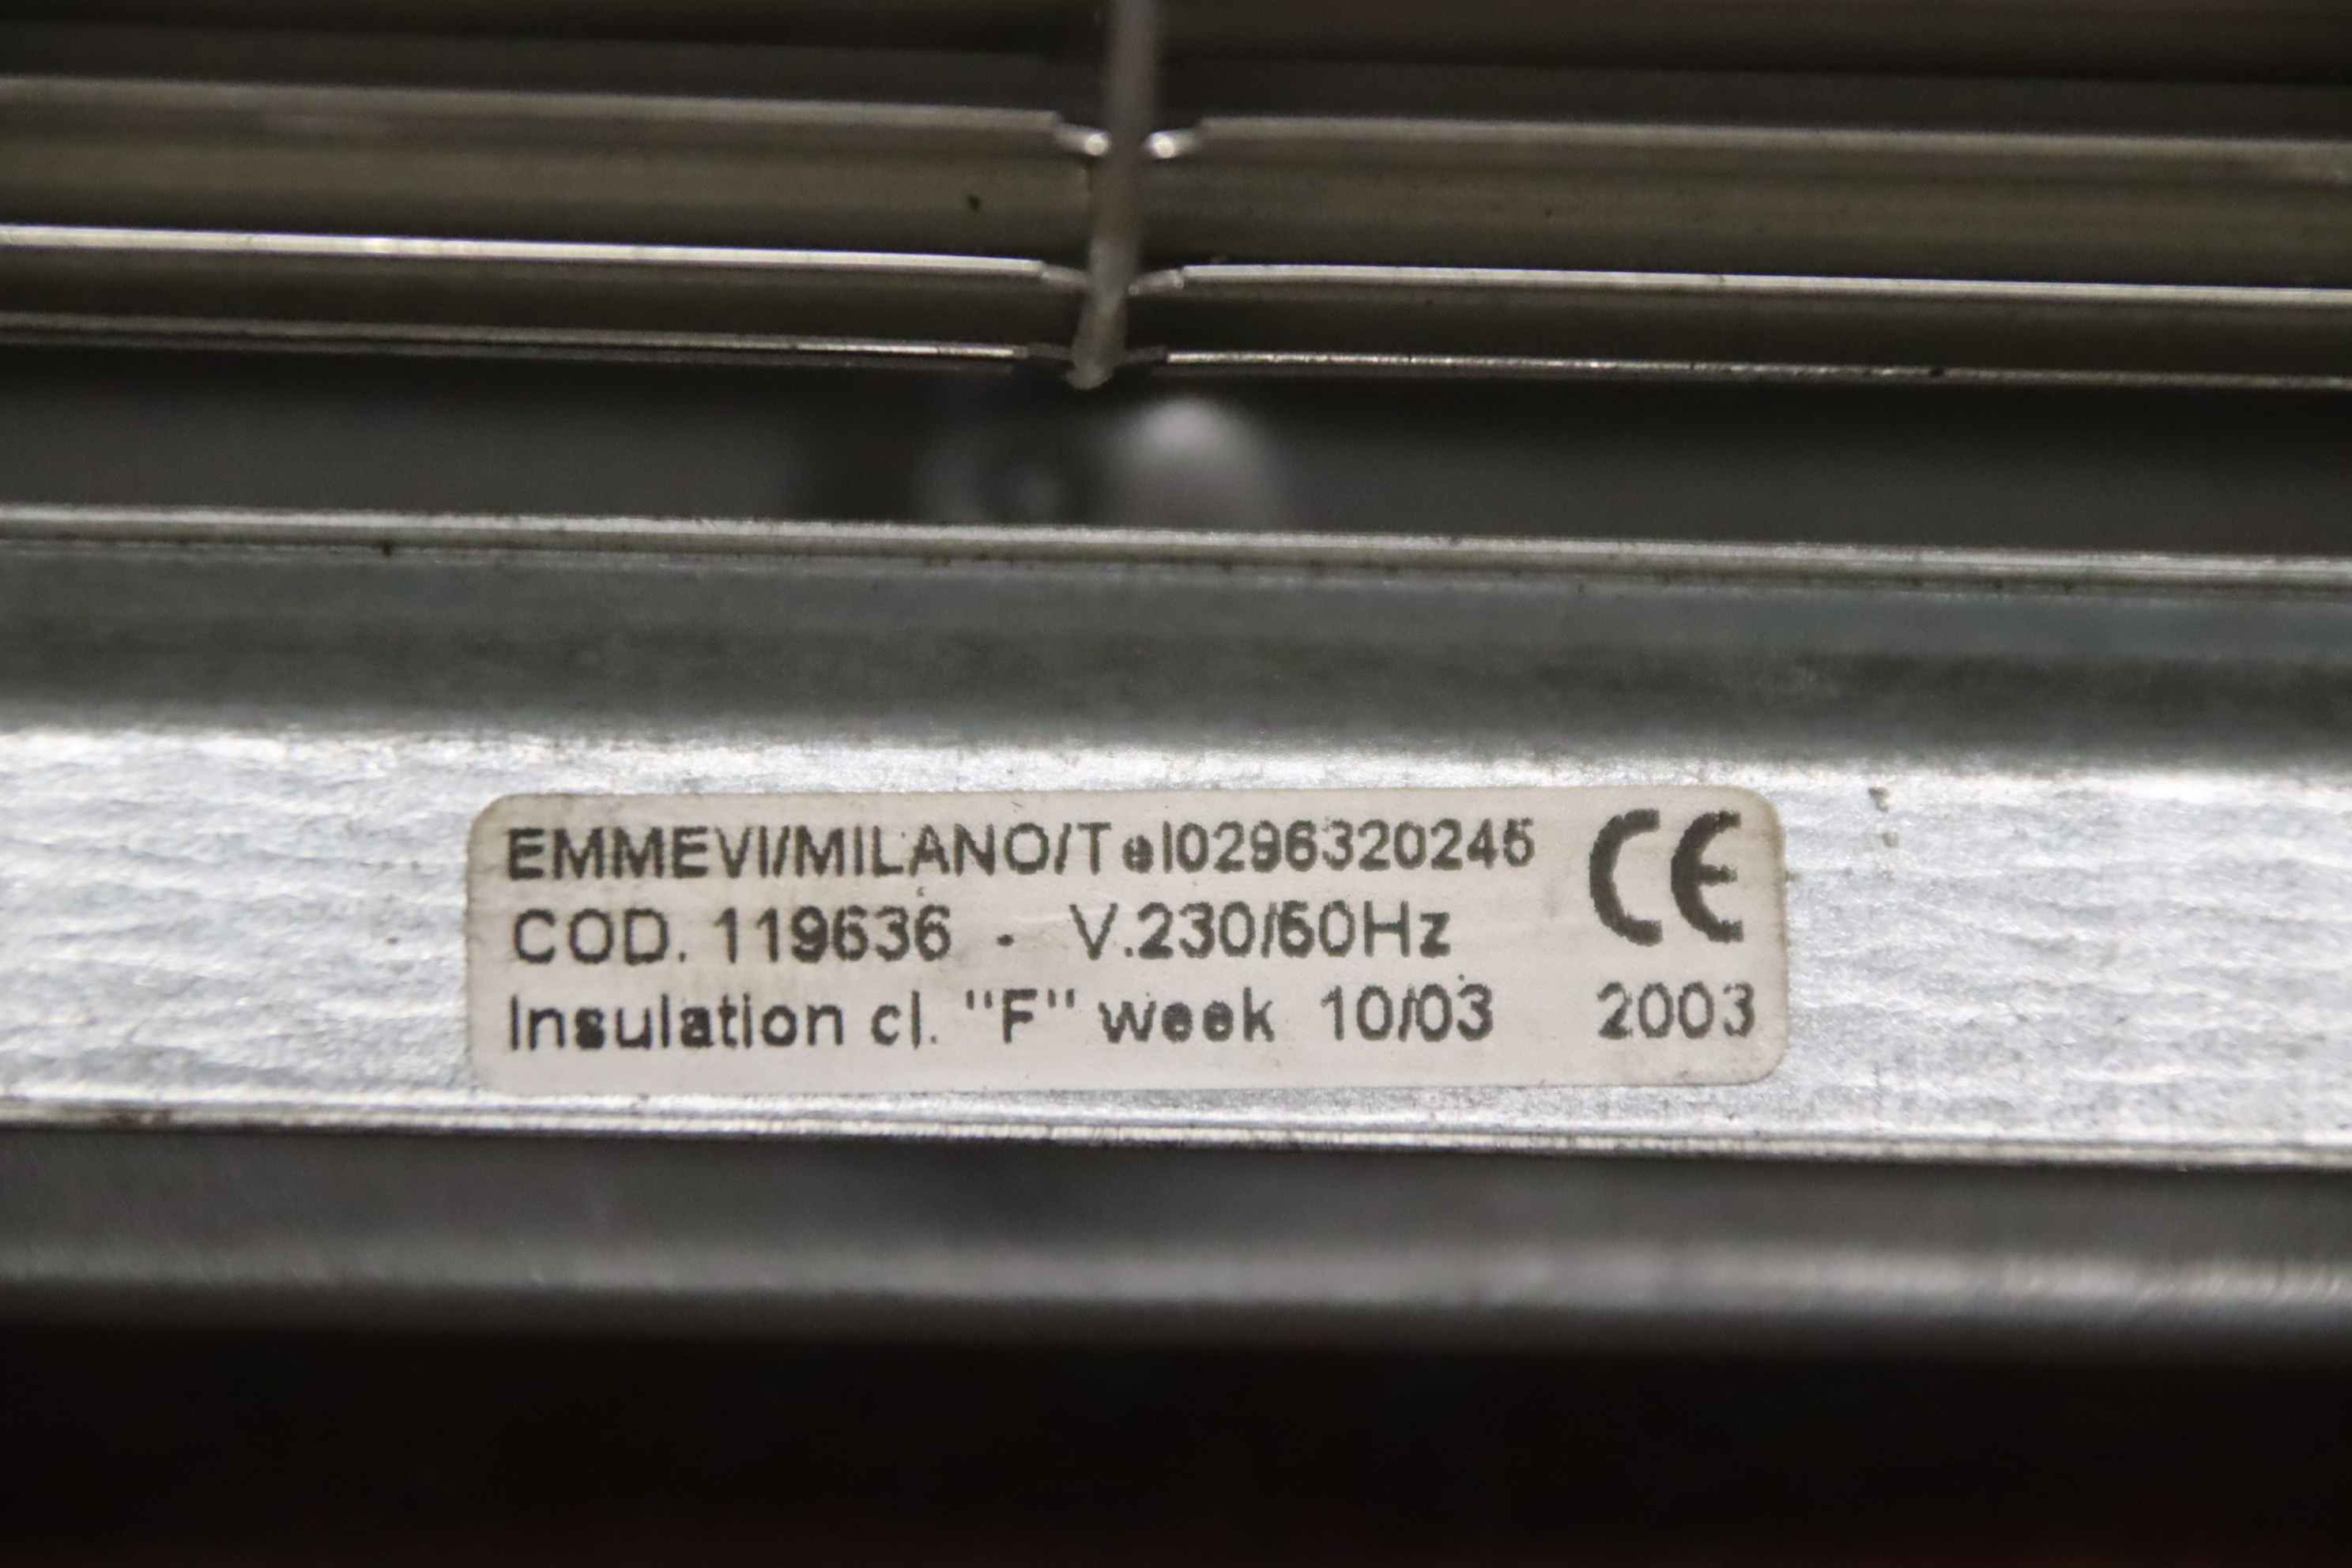 EMMEVI/MILANO/Tel0296320245 CE
COD. 119636 - V.230/50Hz
Insulation cl. "F" week 10/03 2003